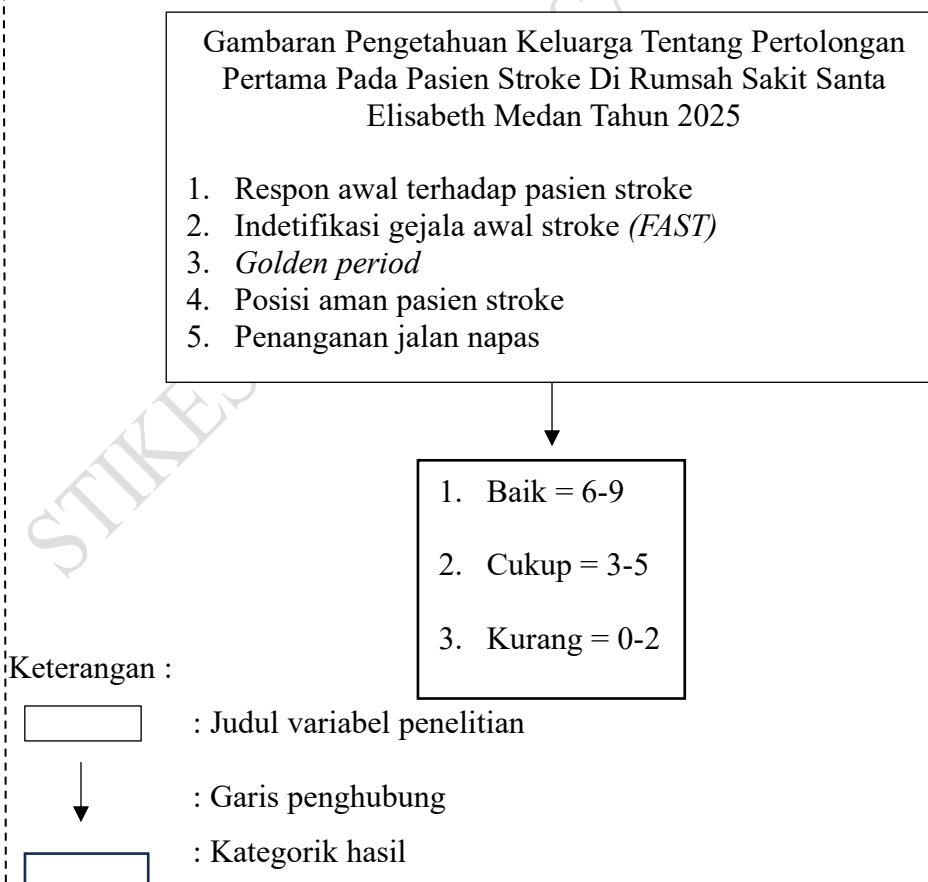 Gambaran Pengetahuan Keluarga Tentang Pertolongan
Pertama Pada Pasien Stroke Di Rumsah Sakit Santa
Elisabeth Medan Tahun 2025
1. Respon awal terhadap pasien stroke
2. Indetifikasi gejala awal stroke (FAST)
3. Golden period
4. Posisi aman pasien stroke
5. Penanganan jalan napas
STIKES
1. Baik = 6-9
2. Cukup = 3-5
3. Kurang = 0-2
Keterangan :
: Judul variabel penelitian
: Garis penghubung
: Kategorik hasil